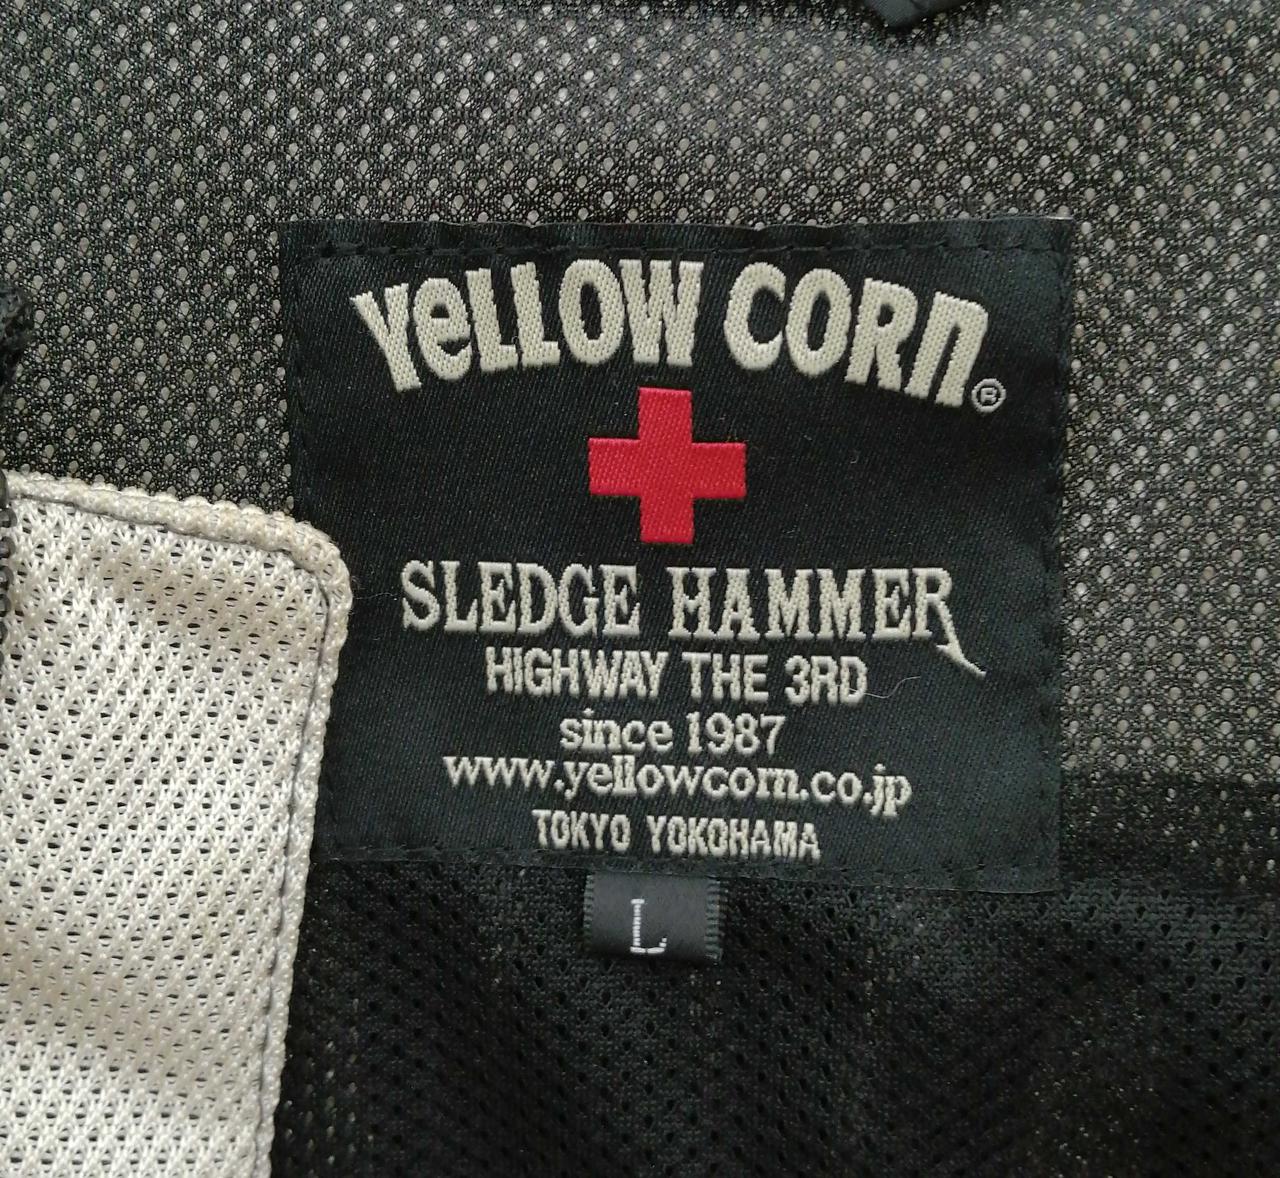 YeLLOW CORn®
SLEDGE HAMMER
HIGHWAY THE 3RD
since 1987
www.yellowcorn.co.jp
TOKYO YOKOHAMA
L